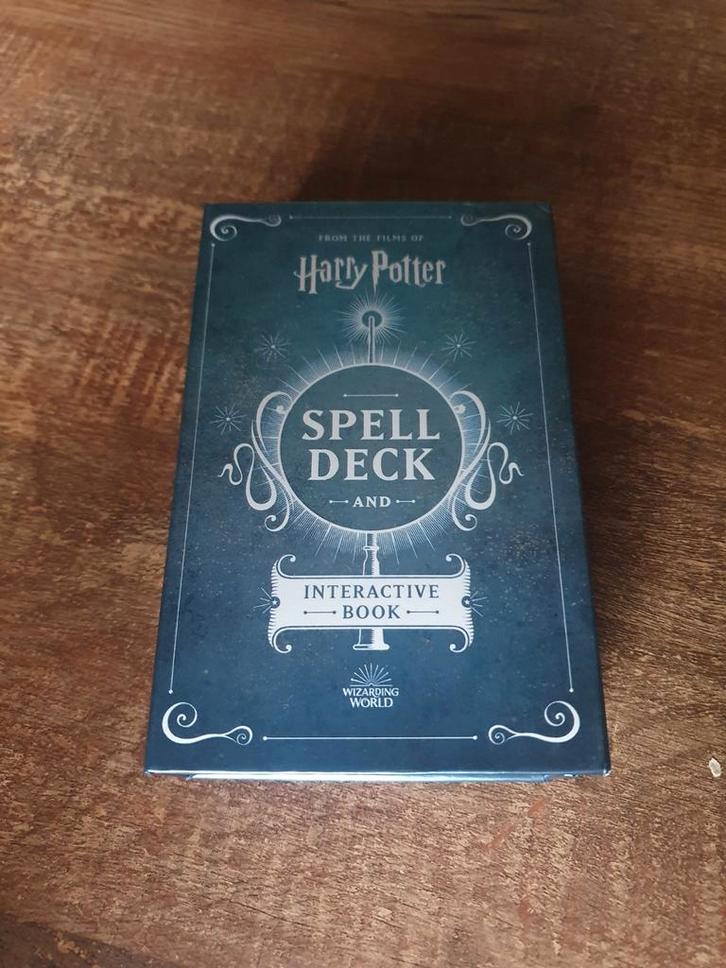 FROM THE FILMS OF
Harry Potter
SPELL
DECK
AND
INTERACTIVE
BOOK
WIZARDING
WORLD